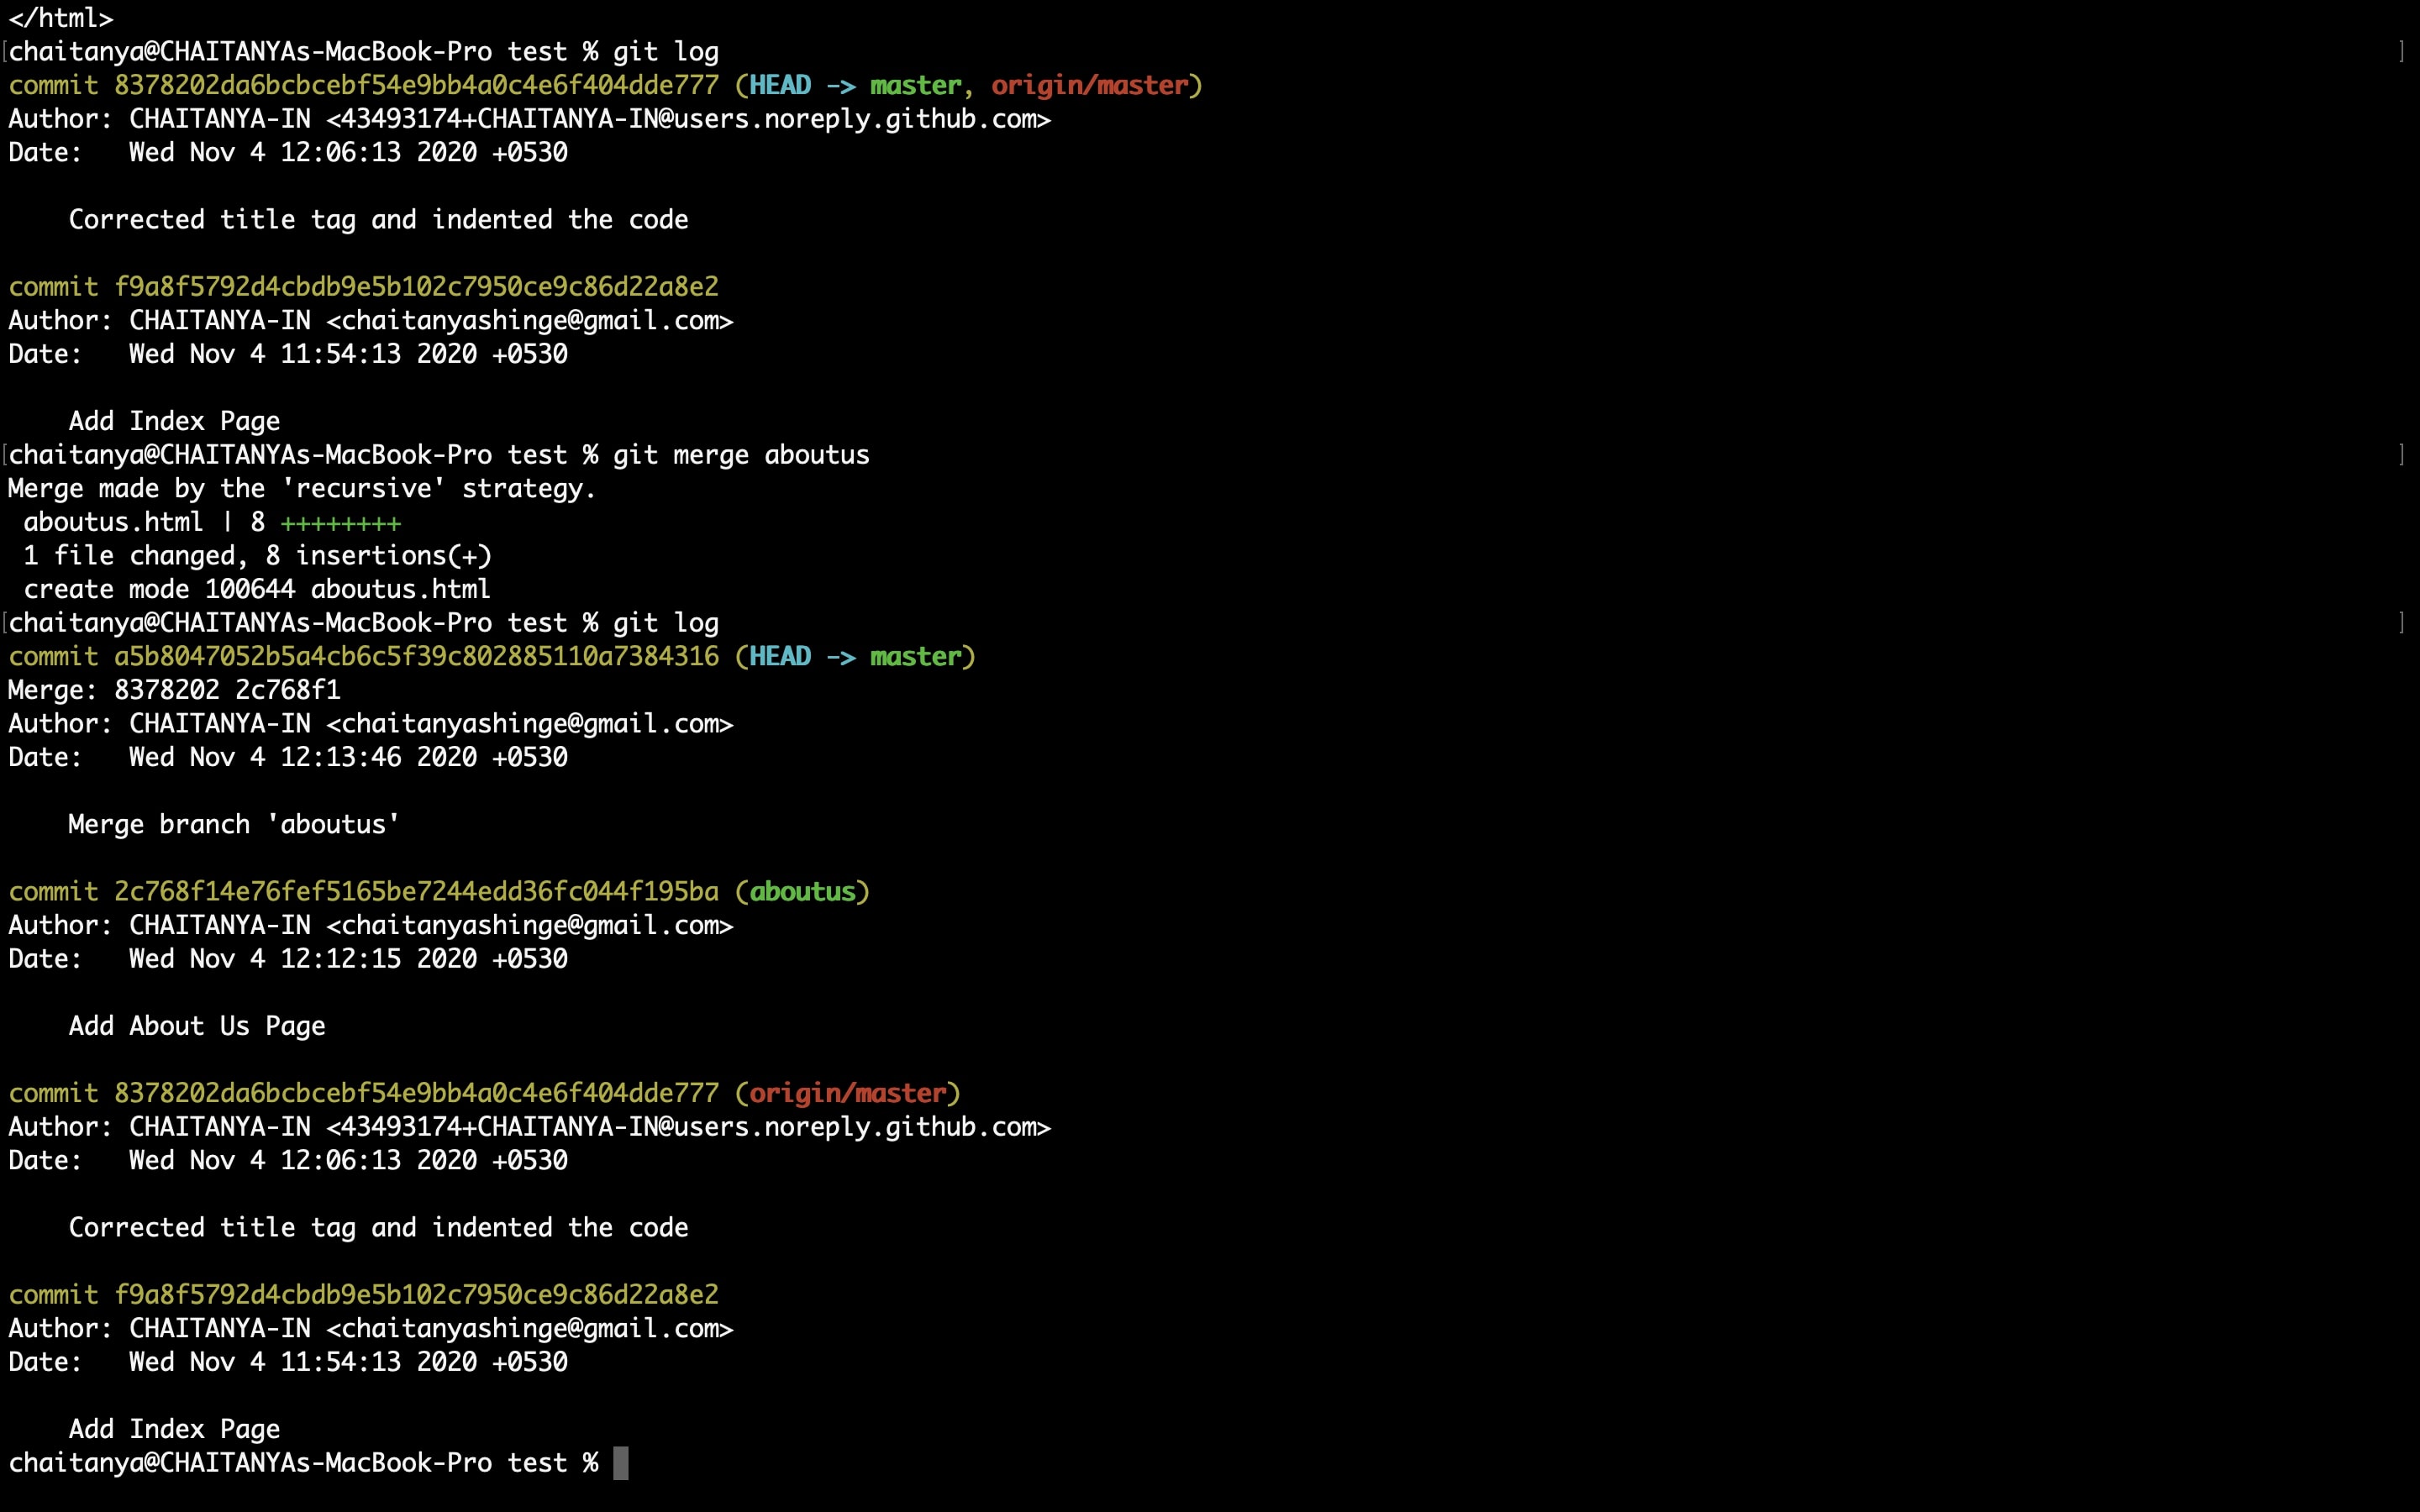 </html>
[chaitanya@CHAITANYAs-MacBook-Pro test % git log ]
commit 8378202da6bcbcebf54e9bb4a0c4e6f404dde777 (HEAD -> master, origin/master)
Author: CHAITANYA-IN <43493174+CHAITANYA-IN@users.noreply.github.com>
Date:   Wed Nov 4 12:06:13 2020 +0530

    Corrected title tag and indented the code

commit f9a8f5792d4cbdb9e5b102c7950ce9c86d22a8e2
Author: CHAITANYA-IN <chaitanyashinge@gmail.com>
Date:   Wed Nov 4 11:54:13 2020 +0530

    Add Index Page
[chaitanya@CHAITANYAs-MacBook-Pro test % git merge aboutus ]
Merge made by the 'recursive' strategy.
 aboutus.html | 8 ++++++++
 1 file changed, 8 insertions(+)
 create mode 100644 aboutus.html
[chaitanya@CHAITANYAs-MacBook-Pro test % git log ]
commit a5b8047052b5a4cb6c5f39c802885110a7384316 (HEAD -> master)
Merge: 8378202 2c768f1
Author: CHAITANYA-IN <chaitanyashinge@gmail.com>
Date:   Wed Nov 4 12:13:46 2020 +0530

    Merge branch 'aboutus'

commit 2c768f14e76fef5165be7244edd36fc044f195ba (aboutus)
Author: CHAITANYA-IN <chaitanyashinge@gmail.com>
Date:   Wed Nov 4 12:12:15 2020 +0530

    Add About Us Page

commit 8378202da6bcbcebf54e9bb4a0c4e6f404dde777 (origin/master)
Author: CHAITANYA-IN <43493174+CHAITANYA-IN@users.noreply.github.com>
Date:   Wed Nov 4 12:06:13 2020 +0530

    Corrected title tag and indented the code

commit f9a8f5792d4cbdb9e5b102c7950ce9c86d22a8e2
Author: CHAITANYA-IN <chaitanyashinge@gmail.com>
Date:   Wed Nov 4 11:54:13 2020 +0530

    Add Index Page
chaitanya@CHAITANYAs-MacBook-Pro test %